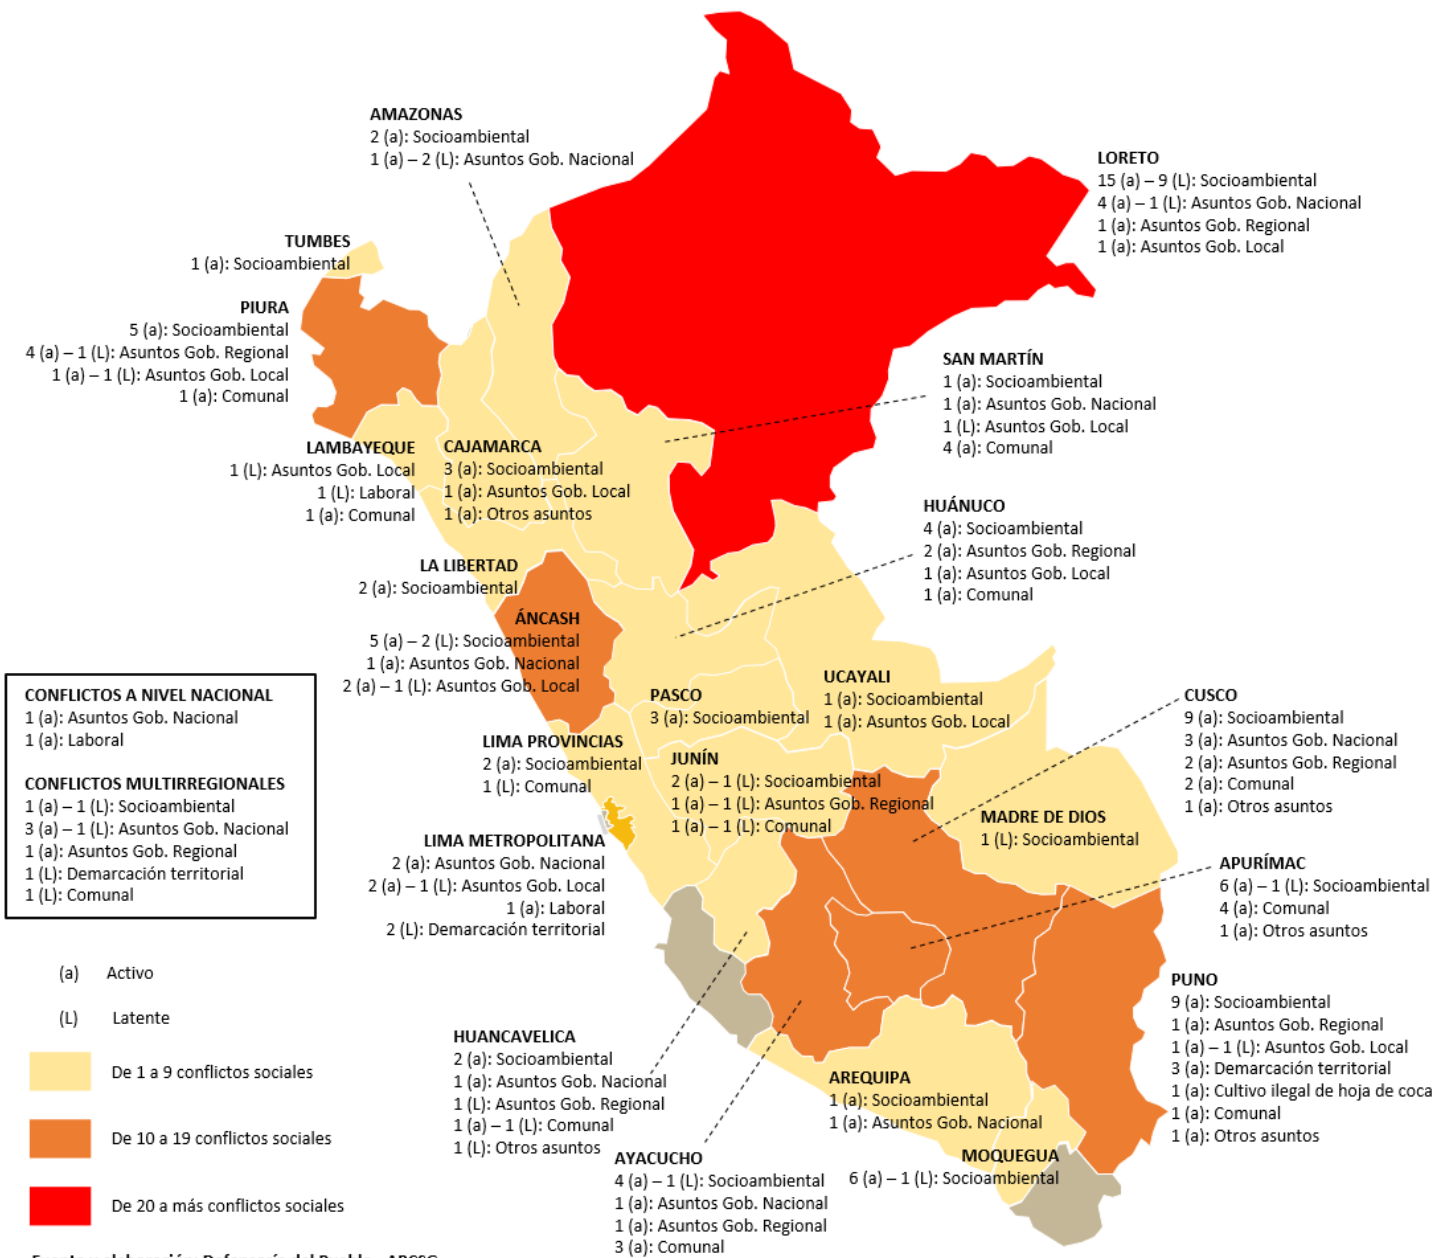 AMAZONAS
2 (a): Socioambiental
1 (a) – 2 (L): Asuntos Gob. Nacional
LORETO
15 (a) – 9 (L): Socioambiental
4 (a) – 1 (L): Asuntos Gob. Nacional
1 (a): Asuntos Gob. Regional
1 (a): Asuntos Gob. Local
TUMBES
1 (a): Socioambiental
PIURA
5 (a): Socioambiental
4 (a) – 1 (L): Asuntos Gob. Regional
1 (a) – 1 (L): Asuntos Gob. Local
1 (a): Comunal
SAN MARTÍN
1 (a): Socioambiental
1 (a): Asuntos Gob. Nacional
1 (L): Asuntos Gob. Local
4 (a): Comunal
LAMBAYEQUE
1 (L): Asuntos Gob. Local
1 (L): Laboral
1 (a): Comunal
CAJAMARCA
3 (a): Socioambiental
1 (a): Asuntos Gob. Local
1 (a): Otros asuntos
HUÁNUCO
4 (a): Socioambiental
2 (a): Asuntos Gob. Regional
1 (a): Asuntos Gob. Local
1 (a): Comunal
LA LIBERTAD
2 (a): Socioambiental
ÁNCASH
5 (a) – 2 (L): Socioambiental
1 (a): Asuntos Gob. Nacional
2 (a) – 1 (L): Asuntos Gob. Local
PASCO
3 (a): Socioambiental
UCAYALI
1 (a): Socioambiental
1 (a): Asuntos Gob. Local
CUSCO
9 (a): Socioambiental
3 (a): Asuntos Gob. Nacional
2 (a): Asuntos Gob. Regional
2 (a): Comunal
1 (a): Otros asuntos
CONFLICTOS A NIVEL NACIONAL
1 (a): Asuntos Gob. Nacional
1 (a): Laboral
CONFLICTOS MULTIRREGIONALES
1 (a) – 1 (L): Socioambiental
3 (a) – 1 (L): Asuntos Gob. Nacional
1 (a): Asuntos Gob. Regional
1 (L): Demarcación territorial
1 (L): Comunal
LIMA PROVINCIAS
2 (a): Socioambiental
1 (L): Comunal
JUNÍN
2 (a) – 1 (L): Socioambiental
1 (a) – 1 (L): Asuntos Gob. Regional
1 (a) – 1 (L): Comunal
MADRE DE DIOS
1 (L): Socioambiental
LIMA METROPOLITANA
2 (a): Asuntos Gob. Nacional
2 (a) – 1 (L): Asuntos Gob. Local
1 (a): Laboral
2 (L): Demarcación territorial
APURÍMAC
6 (a) – 1 (L): Socioambiental
4 (a): Comunal
1 (a): Otros asuntos
(a) Activo
(L) Latente
De 1 a 9 conflictos sociales
De 10 a 19 conflictos sociales
De 20 a más conflictos sociales
PUNO
9 (a): Socioambiental
1 (a): Asuntos Gob. Regional
1 (a) – 1 (L): Asuntos Gob. Local
3 (a): Demarcación territorial
1 (a): Cultivo ilegal de hoja de coca
1 (a): Comunal
1 (a): Otros asuntos
HUANCAVELICA
2 (a): Socioambiental
1 (a): Asuntos Gob. Nacional
1 (L): Asuntos Gob. Regional
1 (a) – 1 (L): Comunal
1 (L): Otros asuntos
AREQUIPA
1 (a): Socioambiental
1 (a): Asuntos Gob. Nacional
MOQUEGUA
6 (a) – 1 (L): Socioambiental
AYACUCHO
4 (a) – 1 (L): Socioambiental
1 (a): Asuntos Gob. Nacional
1 (a): Asuntos Gob. Regional
3 (a): Comunal